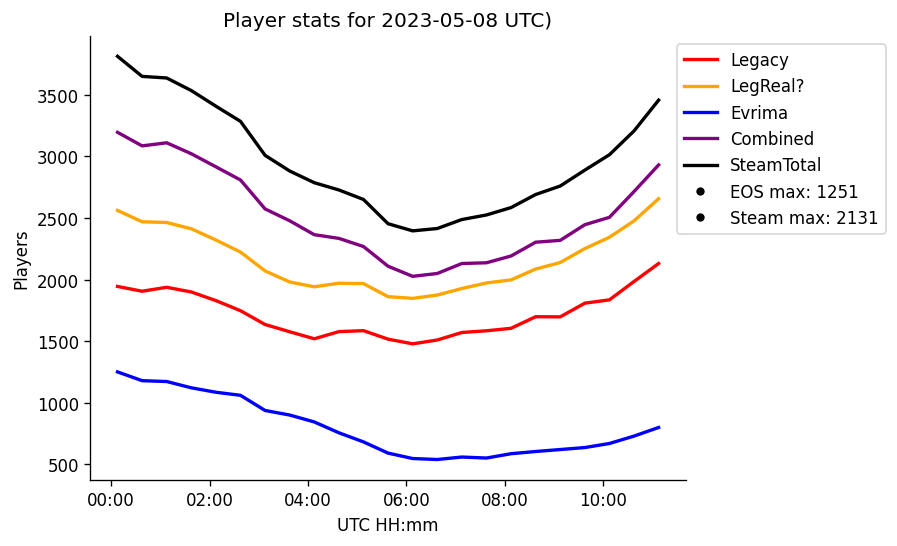 Player stats for 2023-05-08 UTC)
Legacy
LegReal?
Evrima
Combined
SteamTotal
EOS max: 1251
Steam max: 2131
Players
3500
3000
2500
2000
1500
1000
500
00:00 02:00 04:00 06:00 08:00 10:00
UTC HH:mm